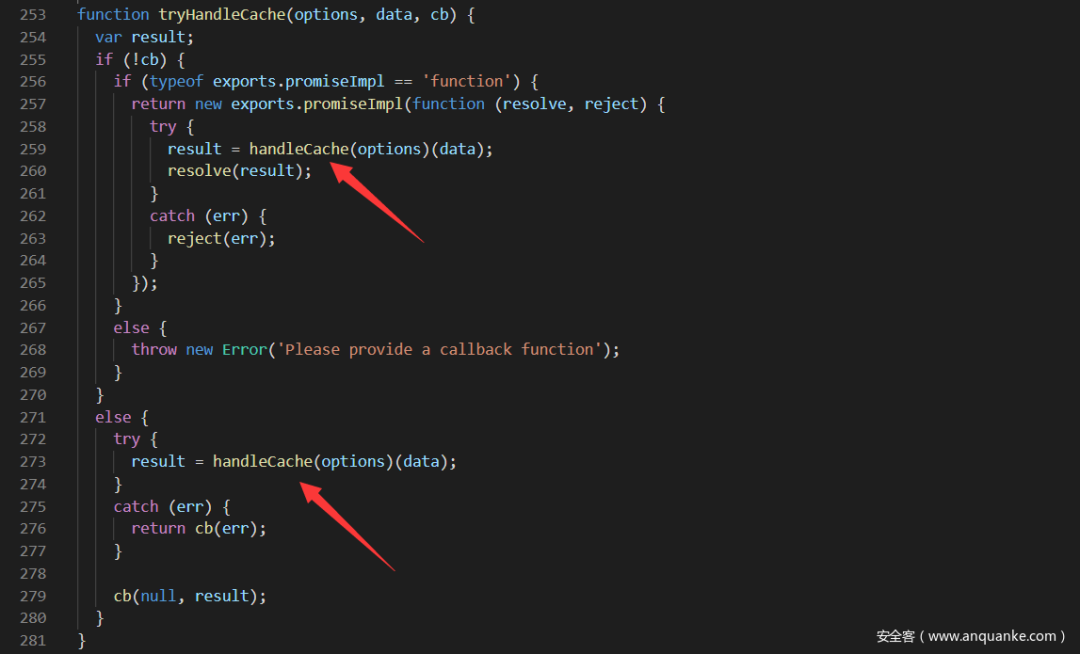 253 function tryHandleCache(options, data, cb) {
254   var result;
255   if (!cb) {
256     if (typeof exports.promiseImpl == 'function') {
257       return new exports.promiseImpl(function (resolve, reject) {
258         try {
259           result = handleCache(options)(data);
260           resolve(result);
261         }
262         catch (err) {
263           reject(err);
264         }
265       });
266     }
267     else {
268       throw new Error('Please provide a callback function');
269     }
270   }
271   else {
272     try {
273       result = handleCache(options)(data);
274     }
275     catch (err) {
276       return cb(err);
277     }
278
279     cb(null, result);
280   }
281 }
安全客 ( www.anquanke.com )